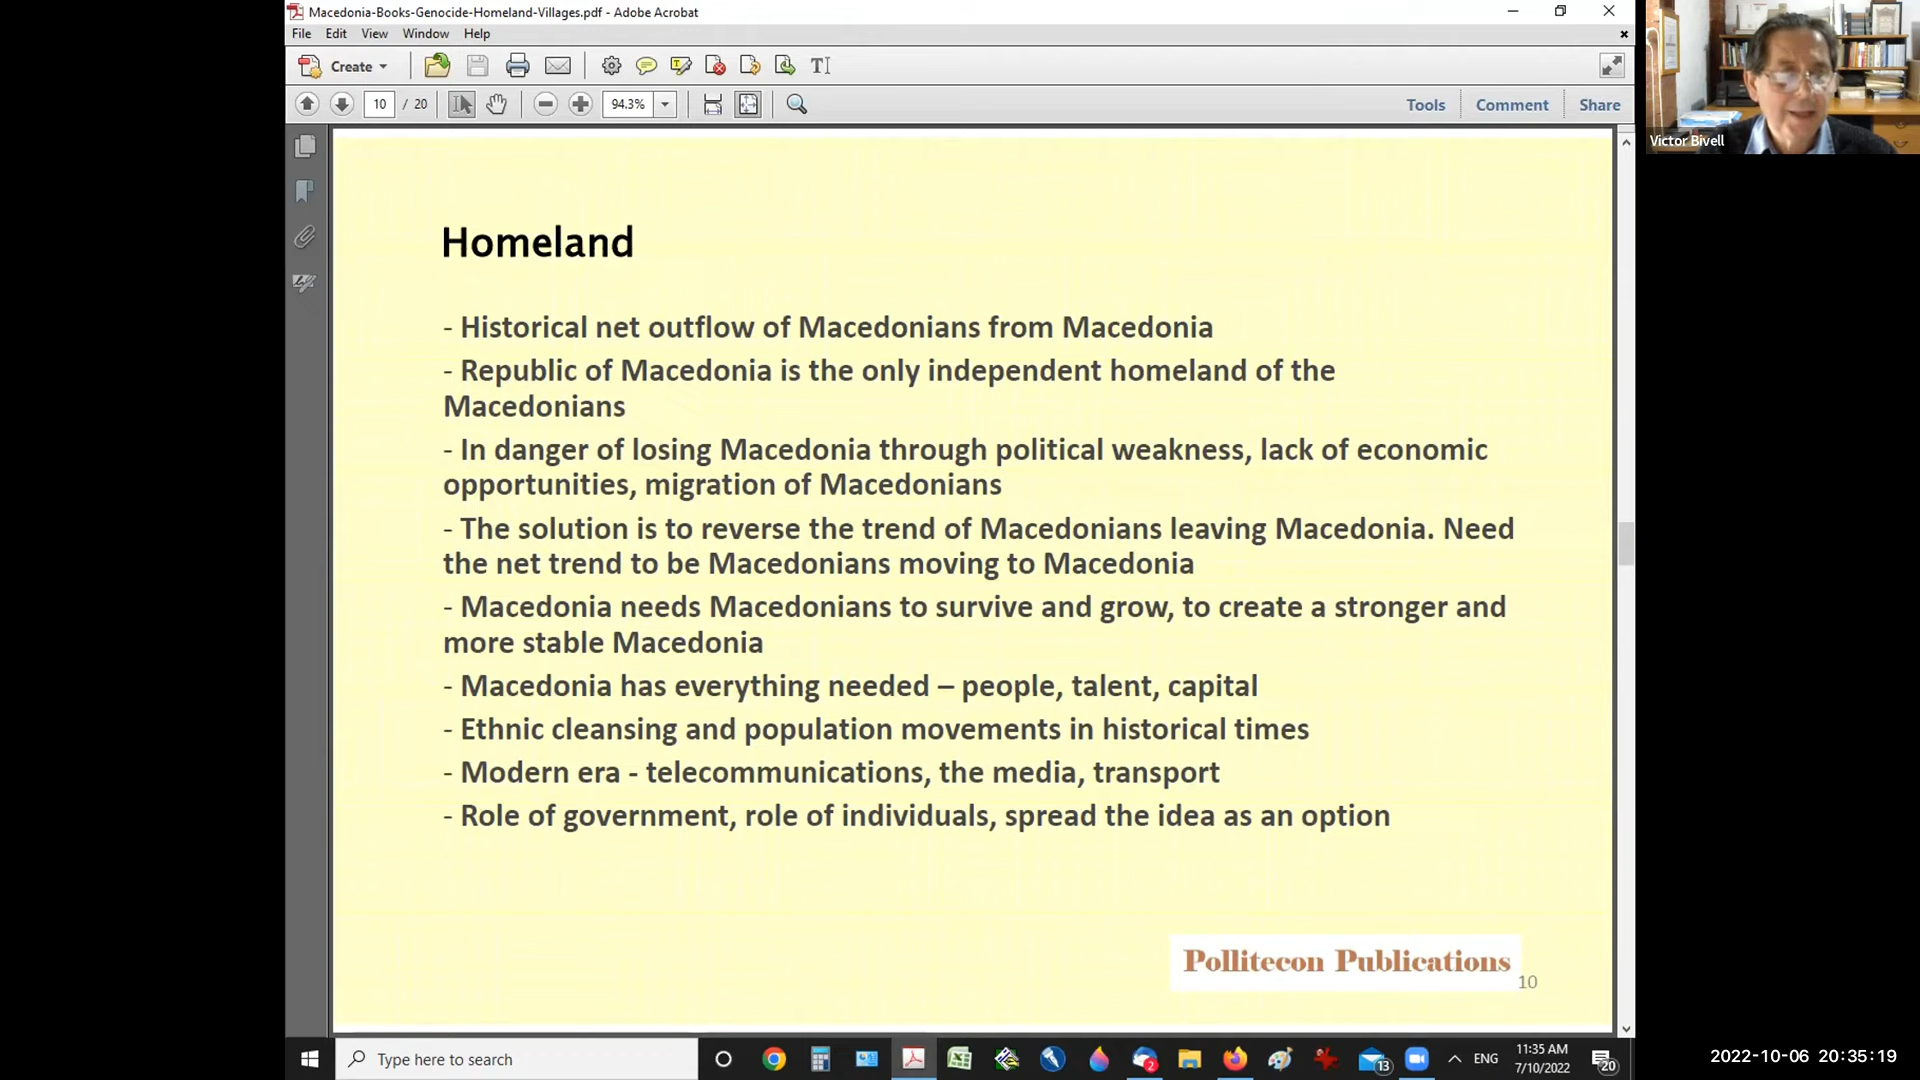 Macedonia-Books-Genocide-Homeland-Villages.pdf - Adobe Acrobat
File Edit View Window Help
Create
10 / 20
94.3%
Tools
Comment
Share
Victor Bivell
Homeland
- Historical net outflow of Macedonians from Macedonia
- Republic of Macedonia is the only independent homeland of the
Macedonians
- In danger of losing Macedonia through political weakness, lack of economic
opportunities, migration of Macedonians
- The solution is to reverse the trend of Macedonians leaving Macedonia. Need
the net trend to be Macedonians moving to Macedonia
- Macedonia needs Macedonians to survive and grow, to create a stronger and
more stable Macedonia
- Macedonia has everything needed – people, talent, capital
- Ethnic cleansing and population movements in historical times
- Modern era - telecommunications, the media, transport
- Role of government, role of individuals, spread the idea as an option
Pollitecon Publications
10
Type here to search
2
13
ENG
11:35 AM
7/10/2022
20
2022-10-06 20:35:19